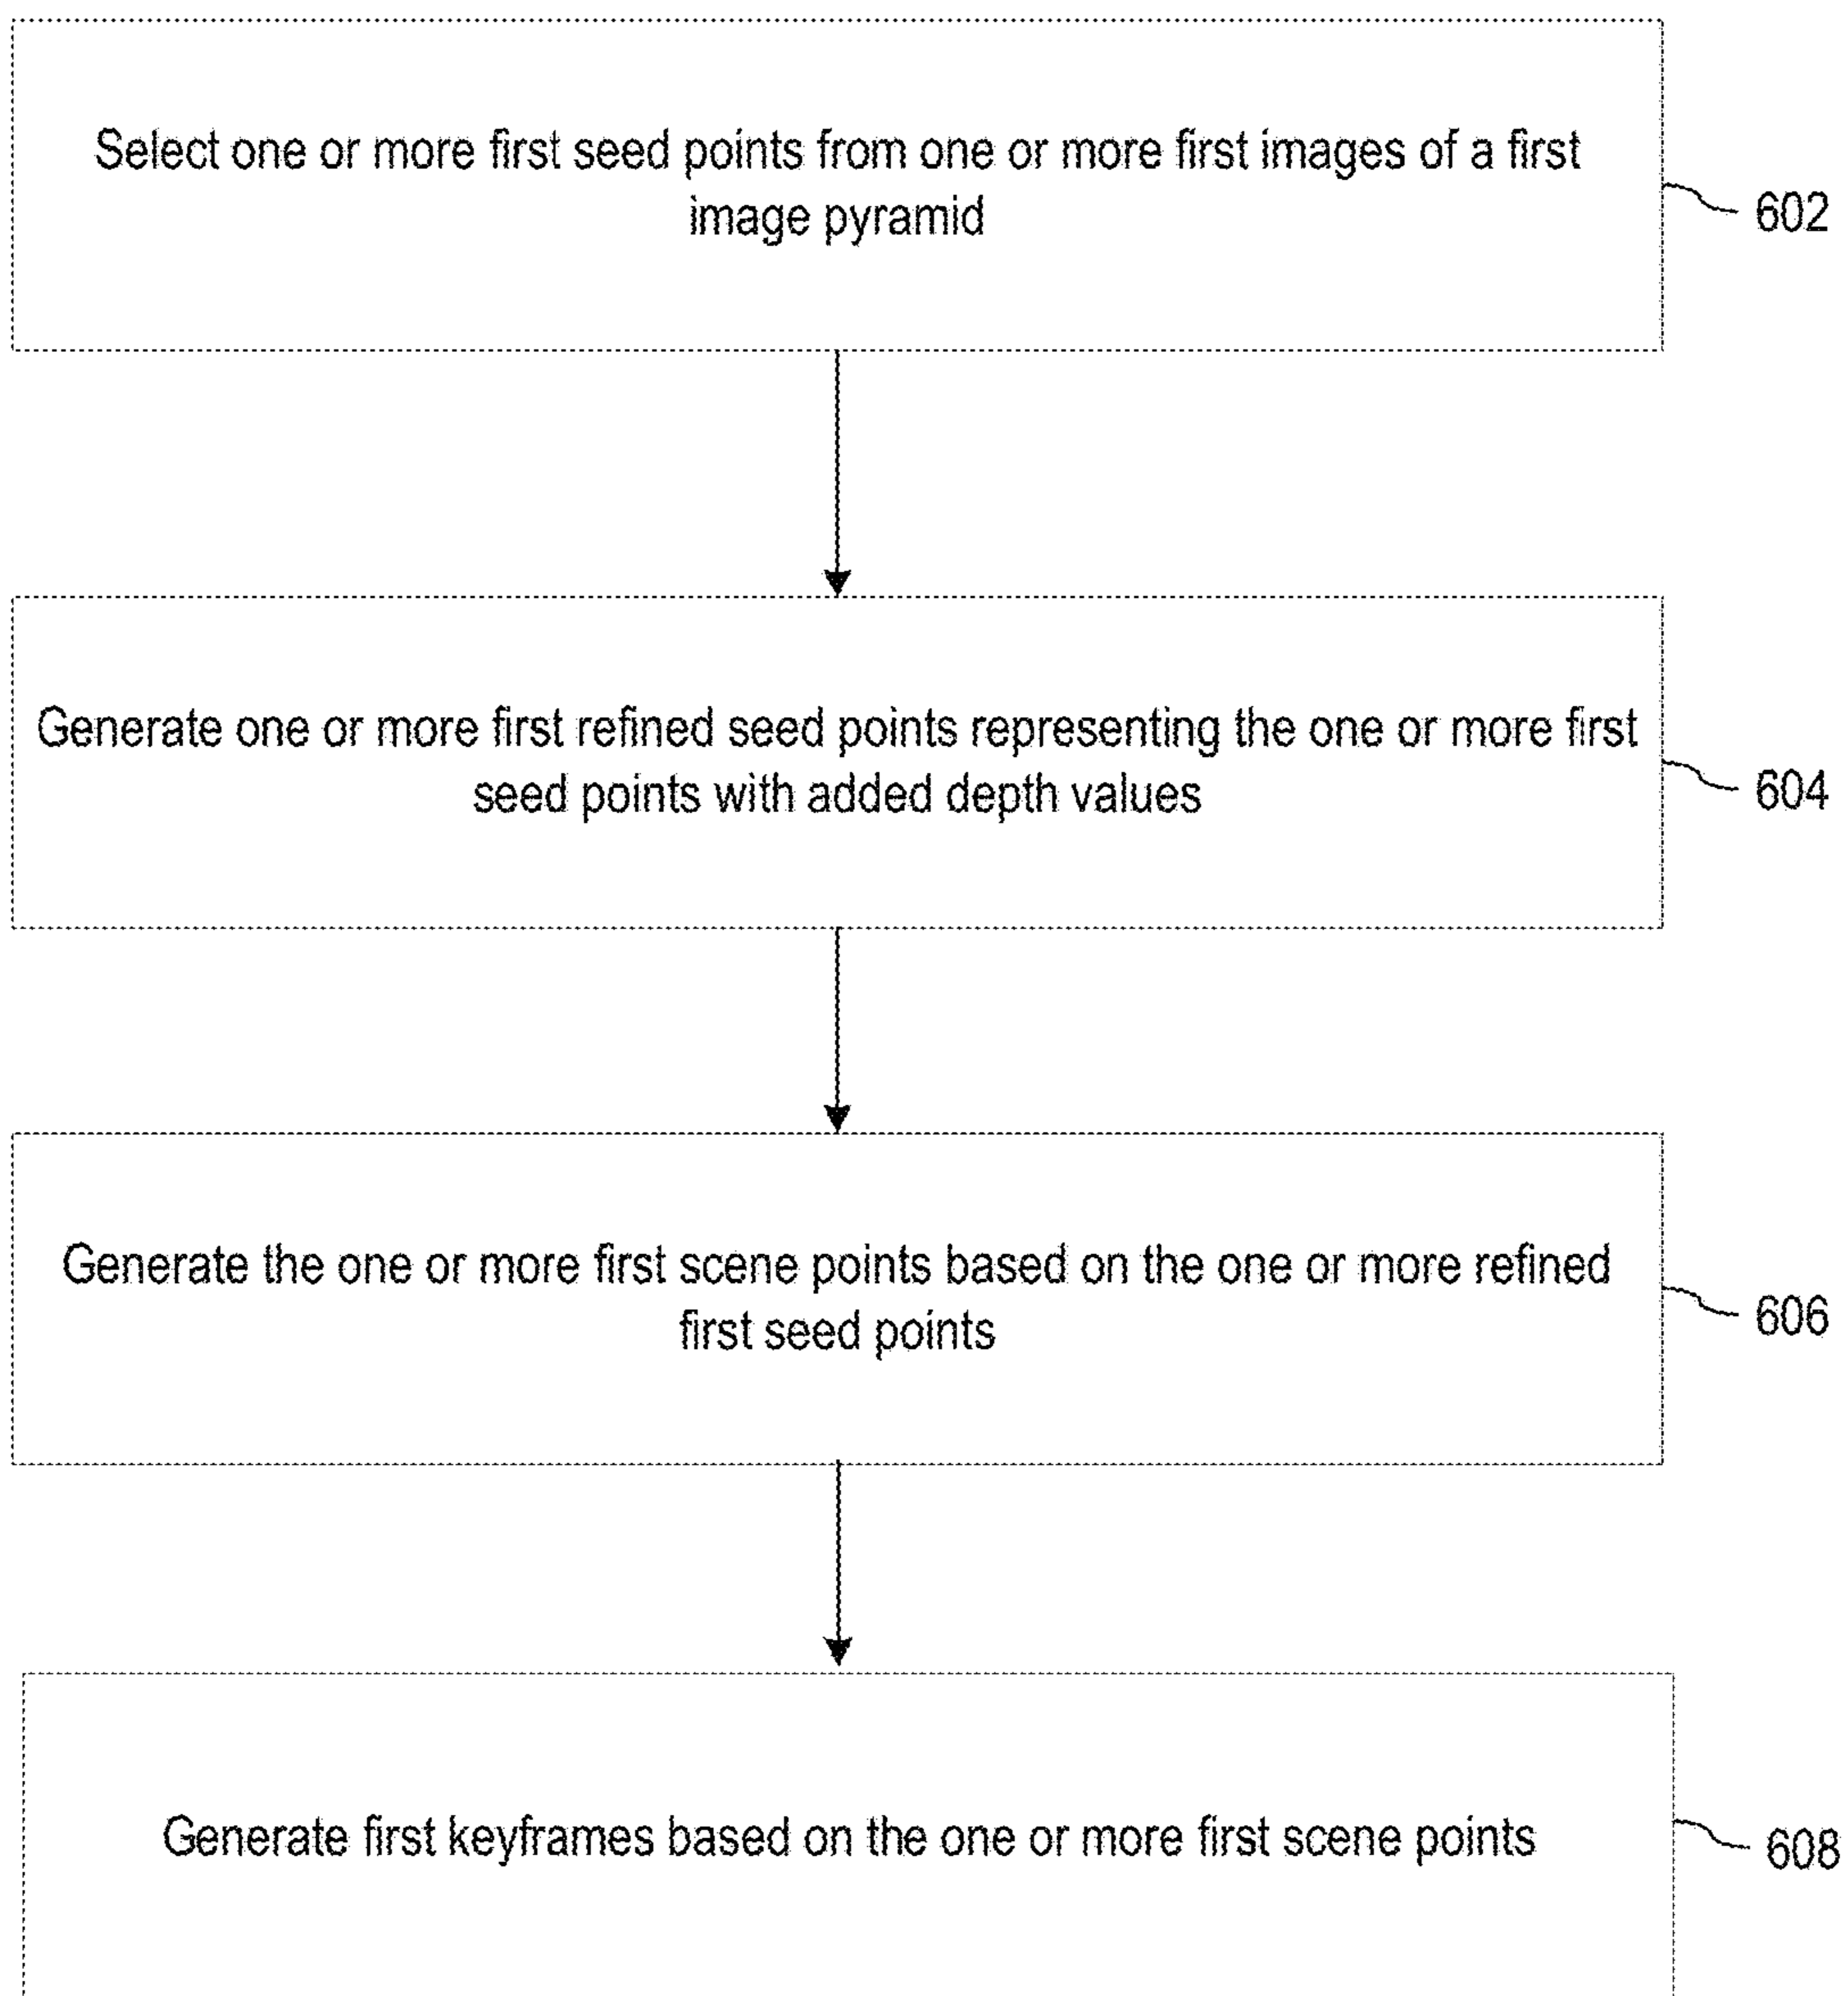 Select one or more first seed points from one or more first images of a first
image pyramid
602
Generate one or more first refined seed points representing the one or more first
seed points with added depth values
604
Generate the one or more first scene points based on the one or more refined
first seed points
606
Generate first keyframes based on the one or more first scene points
608